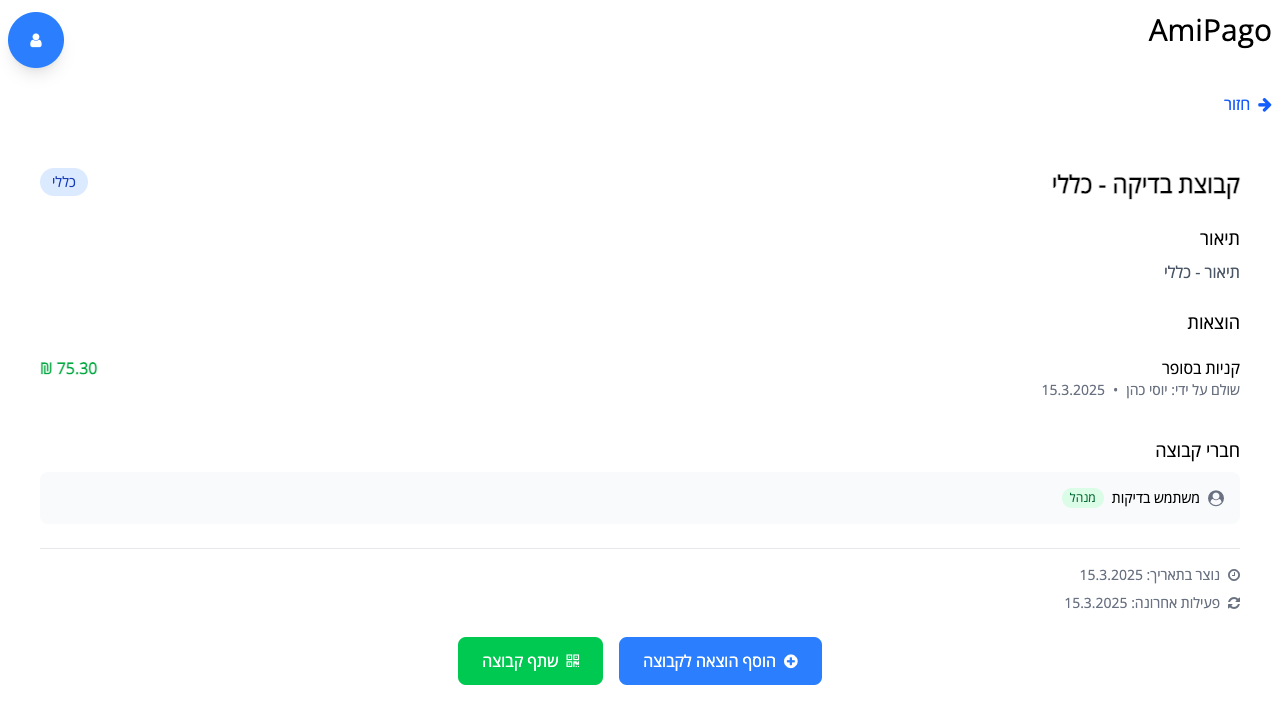 AmiPago
חזור
קבוצת בדיקה - כללי
כללי
תיאור
תיאור - כללי
הוצאות
קניות בסופר
75.30 ₪
שולם על ידי: יוסי כהן • 15.3.2025
חברי קבוצה
משתמש בדיקות מנהל
נוצר בתאריך: 15.3.2025
פעילות אחרונה: 15.3.2025
הוסף הוצאה לקבוצה
שתף קבוצה